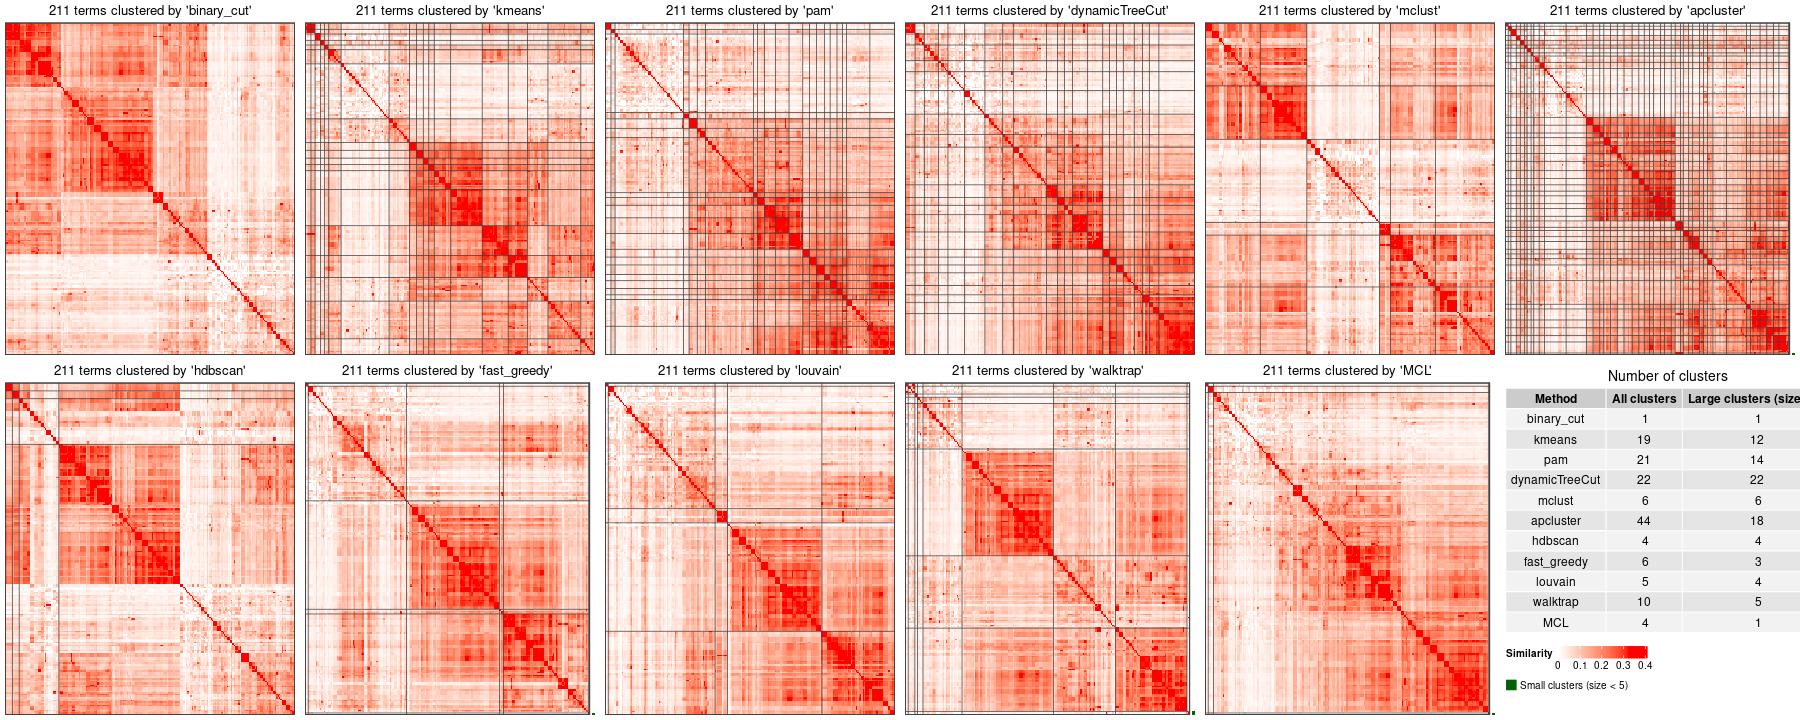 211 terms clustered by 'binary_cut'
211 terms clustered by 'kmeans'
211 terms clustered by 'pam'
211 terms clustered by 'dynamicTreeCut'
211 terms clustered by 'mclust'
211 terms clustered by 'apcluster'
211 terms clustered by 'hdbscan'
211 terms clustered by 'fast_greedy'
211 terms clustered by 'louvain'
211 terms clustered by 'walktrap'
211 terms clustered by 'MCL'
Number of clusters
Method All clusters Large clusters (size
binary_cut 1 1
kmeans 19 12
pam 21 14
dynamicTreeCut 22 22
mclust 6 6
apcluster 44 18
hdbscan 4 4
fast_greedy 6 3
louvain 5 4
walktrap 10 5
MCL 4 1
Similarity
0 0.1 0.2 0.3 0.4
Small clusters (size < 5)